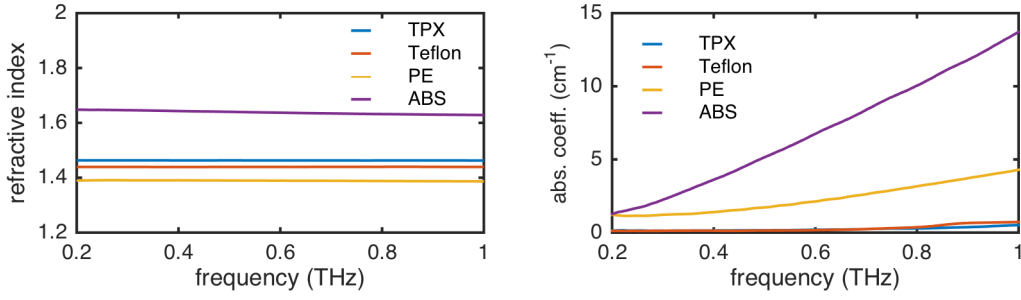 refractive index
2
1.8
1.6
1.4
1.2
TPX
Teflon
PE
ABS
0.2
0.4
0.6
0.8
1
frequency (THz)
abs. coeff. (cm⁻¹)
15
10
5
0
TPX
Teflon
PE
ABS
0.2
0.4
0.6
0.8
1
frequency (THz)